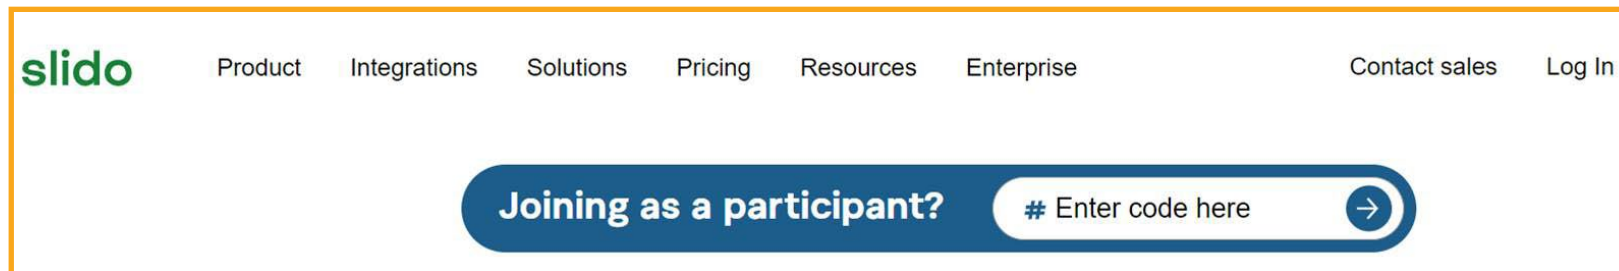 slido Product Integrations Solutions Pricing Resources Enterprise Contact sales Log In
Joining as a participant? # Enter code here